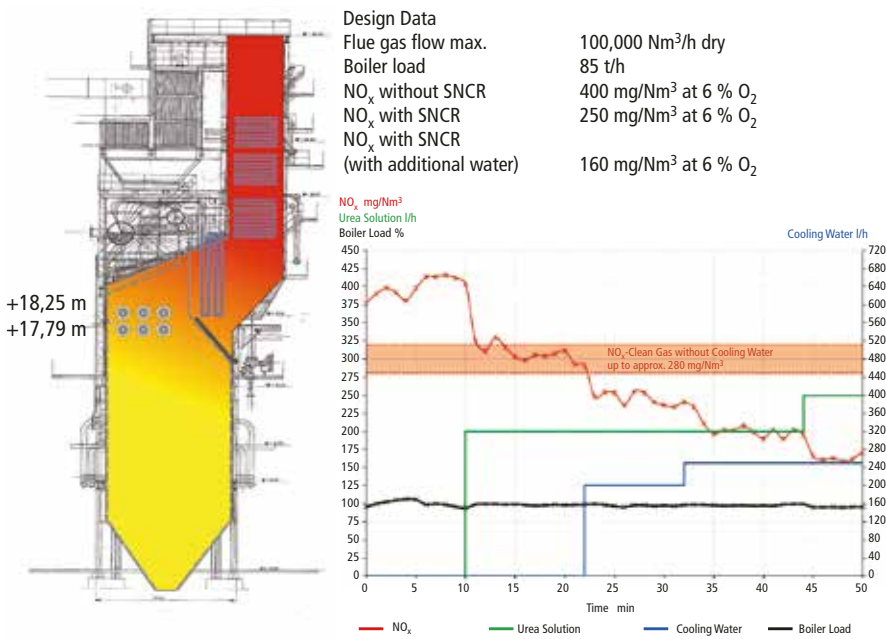 Design Data
Flue gas flow max. 100,000 Nm³/h dry
Boiler load 85 t/h
NOₓ without SNCR 400 mg/Nm³ at 6 % O₂
NOₓ with SNCR 250 mg/Nm³ at 6 % O₂
NOₓ with SNCR
(with additional water) 160 mg/Nm³ at 6 % O₂
+18,25 m
+17,79 m
NOₓ mg/Nm³
Urea Solution l/h
Boiler Load %
Cooling Water l/h
450 720
425 680
400 640
375 600
350 560
325 520
300 480
275 440
250 400
225 360
200 320
175 280
150 240
125 200
100 160
75 120
50 80
25 40
0 0
NOₓ-Clean Gas without Cooling Water
up to approx. 280 mg/Nm³
0 5 10 15 20 25 30 35 40 45 50
Time min
NOₓ Urea Solution Cooling Water Boiler Load